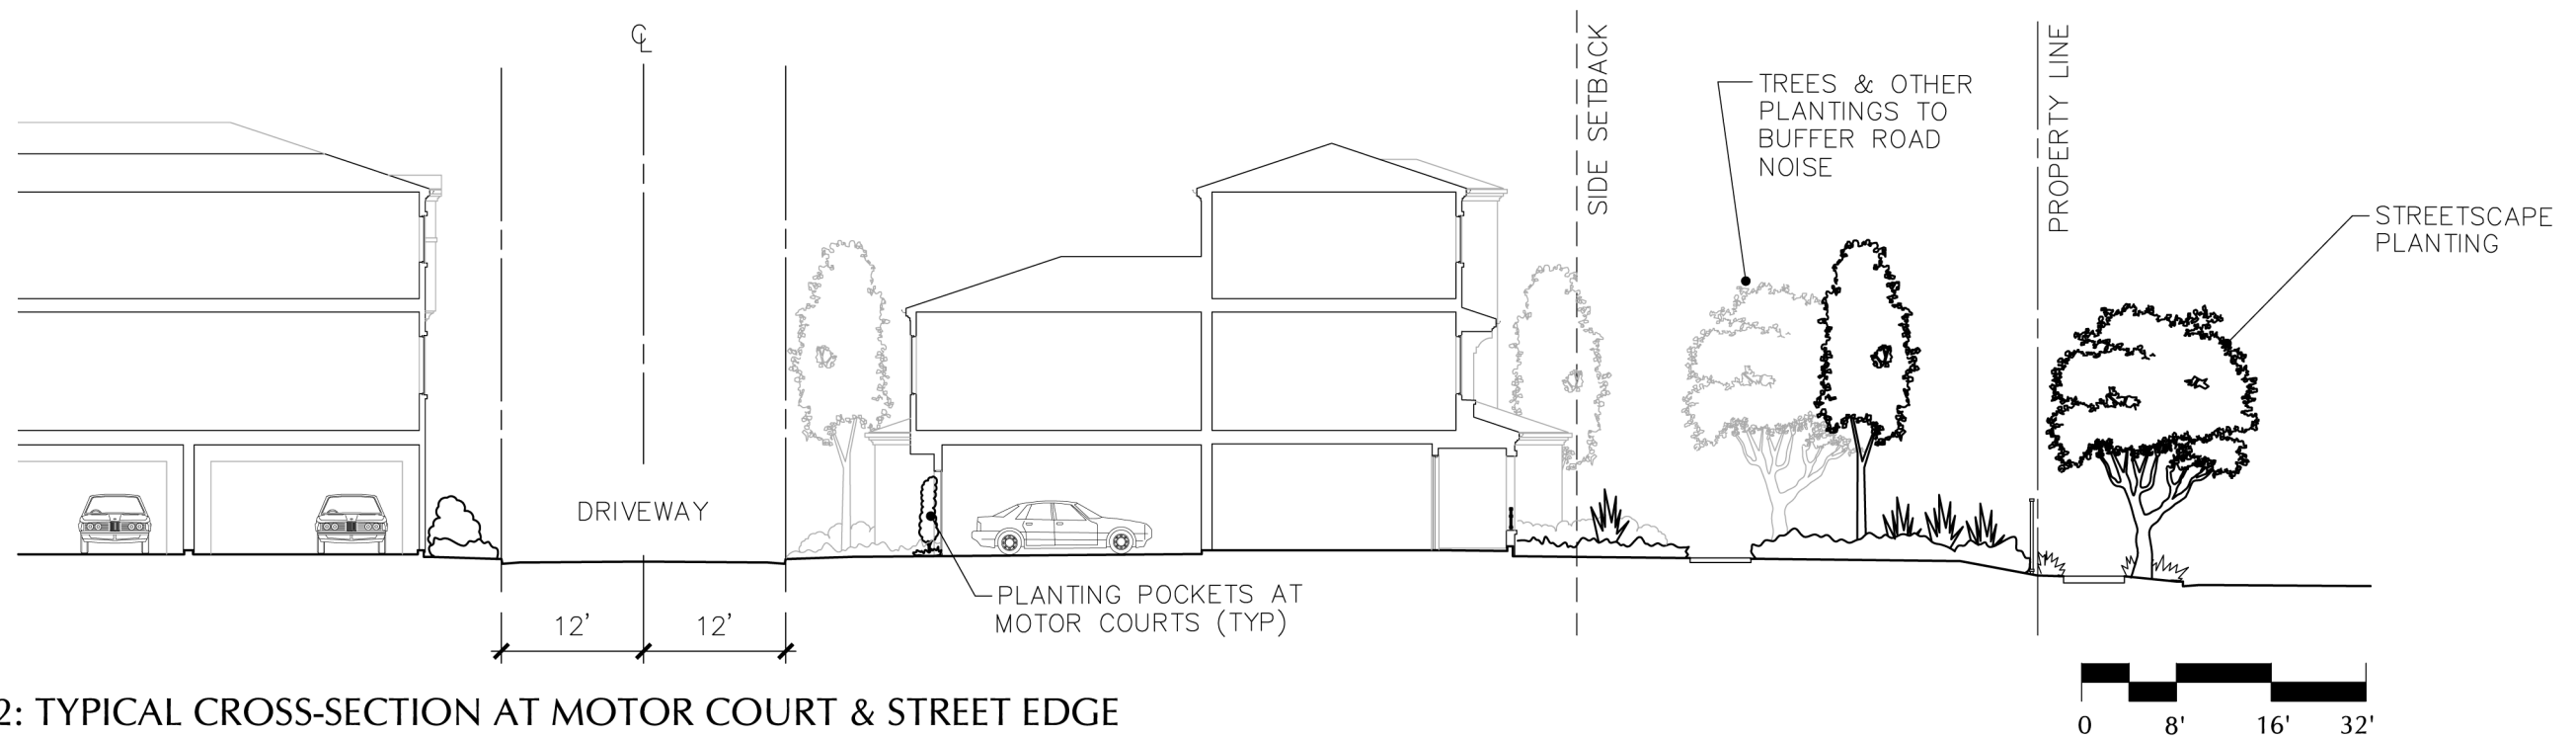 ℄
SIDE SETBACK
PROPERTY LINE
TREES & OTHER
PLANTINGS TO
BUFFER ROAD
NOISE
STREETSCAPE
PLANTING
DRIVEWAY
PLANTING POCKETS AT
MOTOR COURTS (TYP)
12' 12'
2: TYPICAL CROSS-SECTION AT MOTOR COURT & STREET EDGE
0 8' 16' 32'